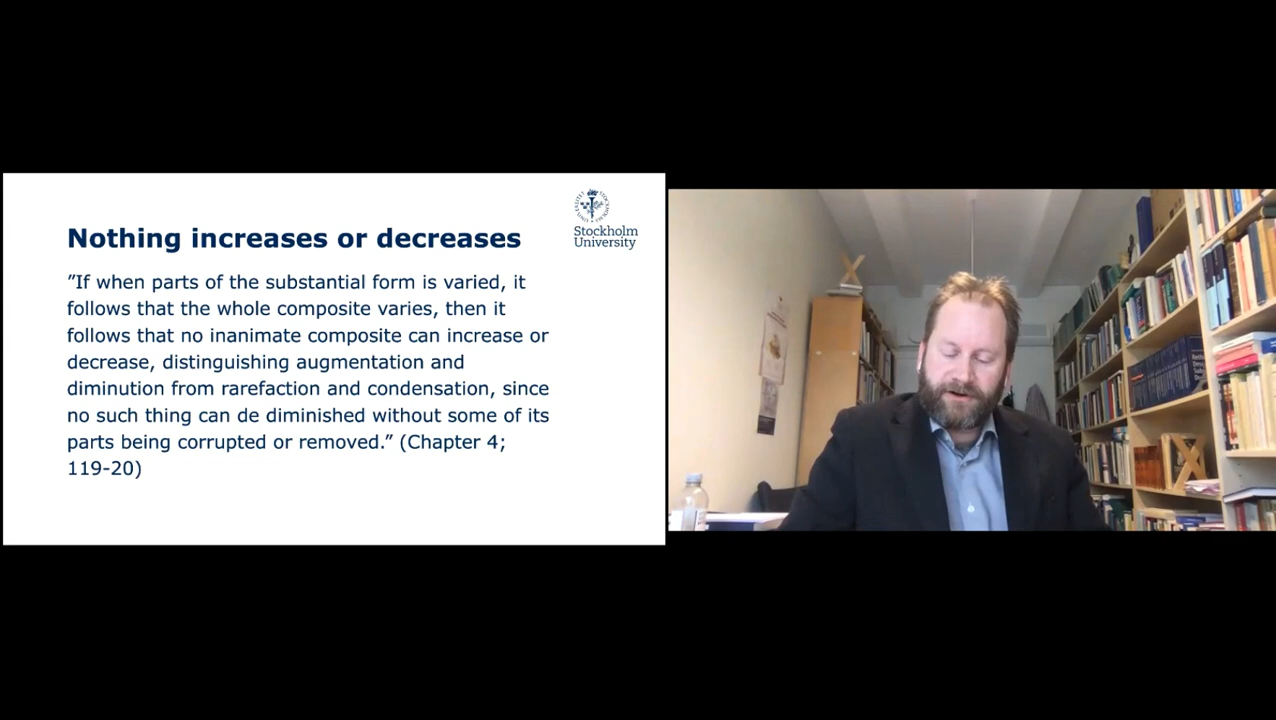 Nothing increases or decreases
Stockholm
University
”If when parts of the substantial form is varied, it
follows that the whole composite varies, then it
follows that no inanimate composite can increase or
decrease, distinguishing augmentation and
diminution from rarefaction and condensation, since
no such thing can de diminished without some of its
parts being corrupted or removed.” (Chapter 4;
119-20)